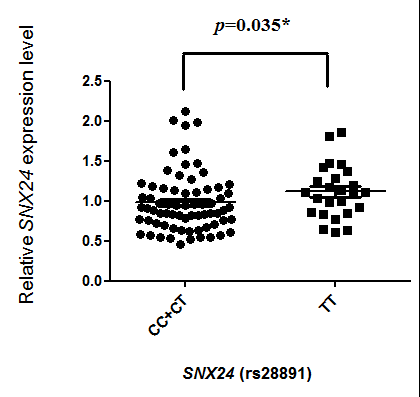 p=0.035*
Relative SNX24 expression level
2.5
2.0
1.5
1.0
0.5
0.0
CC+CT
TT
SNX24 (rs28891)